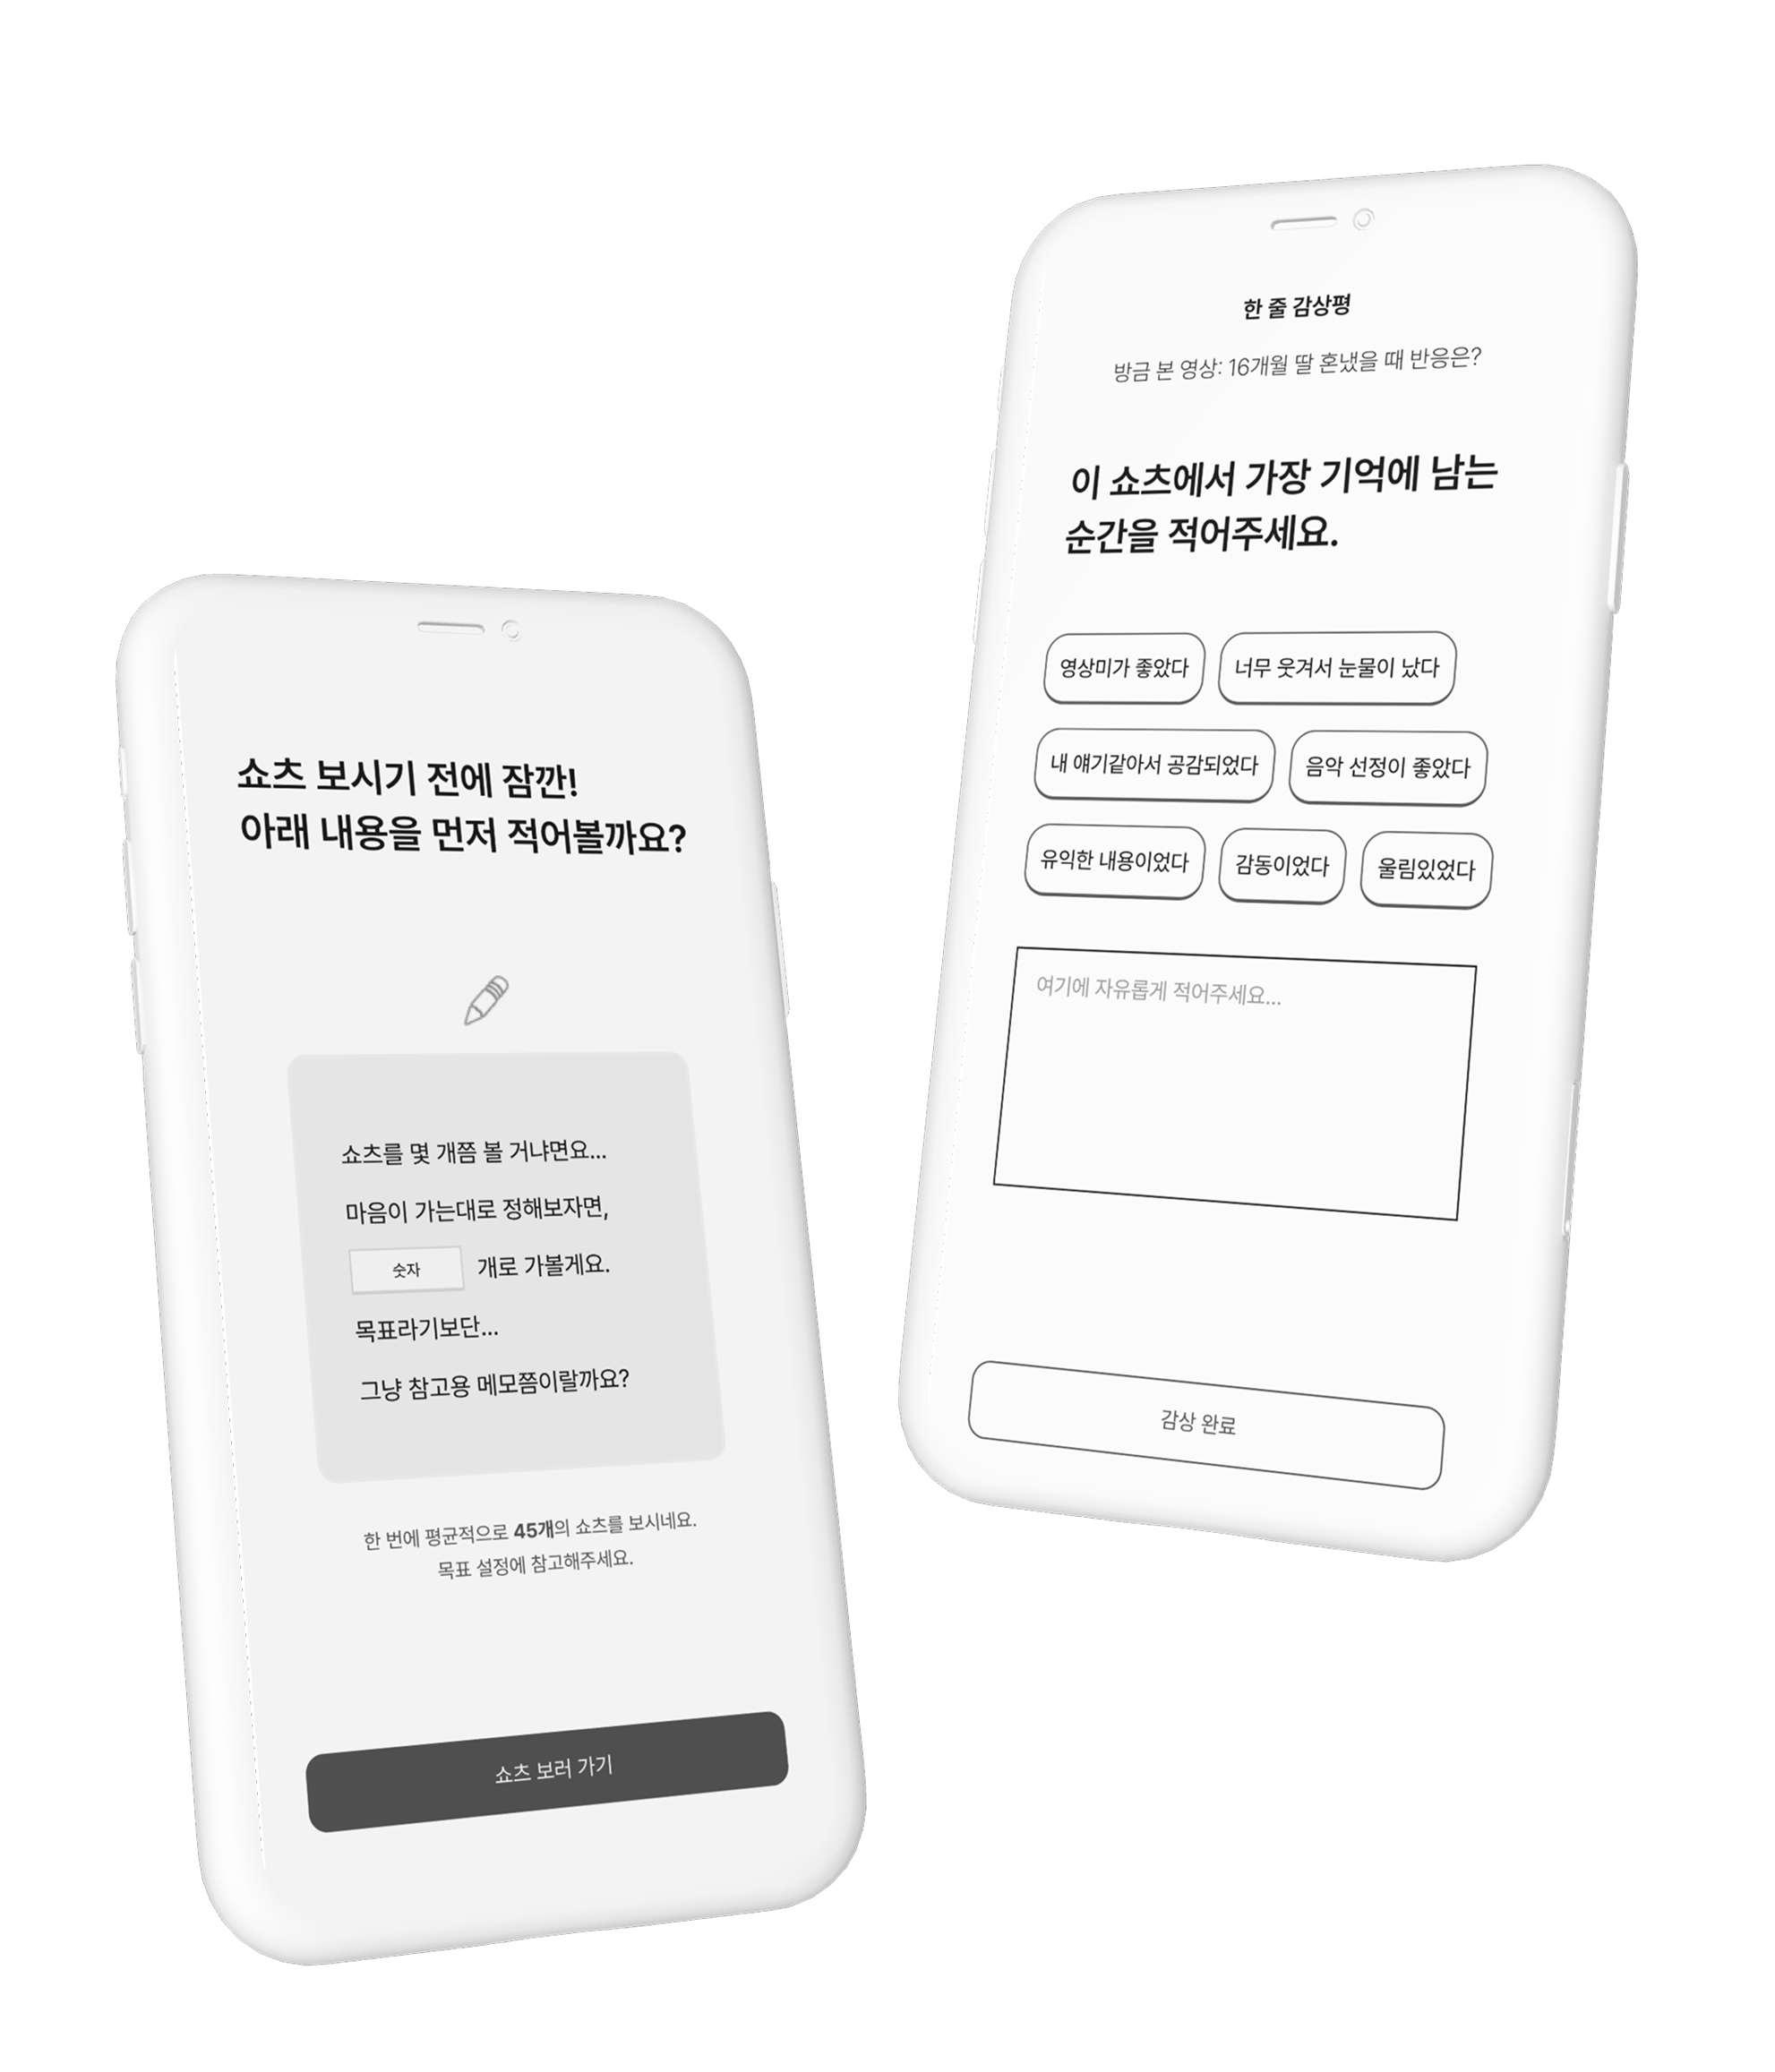 쇼츠 보시기 전에 잠깐!
아래 내용을 먼저 적어볼까요?
쇼츠를 몇 개쯤 볼 거냐면요...
마음이 가는대로 정해보자면,
숫자 개로 가볼게요.
목표라기보단...
그냥 참고용 메모쯤이랄까요?
한 번에 평균적으로 45개의 쇼츠를 보시네요.
목표 설정에 참고해주세요.
쇼츠 보러 가기
한 줄 감상평
방금 본 영상: 16개월 딸 혼냈을 때 반응은?
이 쇼츠에서 가장 기억에 남는
순간을 적어주세요.
영상미가 좋았다 너무 웃겨서 눈물이 났다
내 얘기같아서 공감되었다 음악 선정이 좋았다
유익한 내용이었다 감동이었다 울림있었다
여기에 자유롭게 적어주세요...
감상 완료